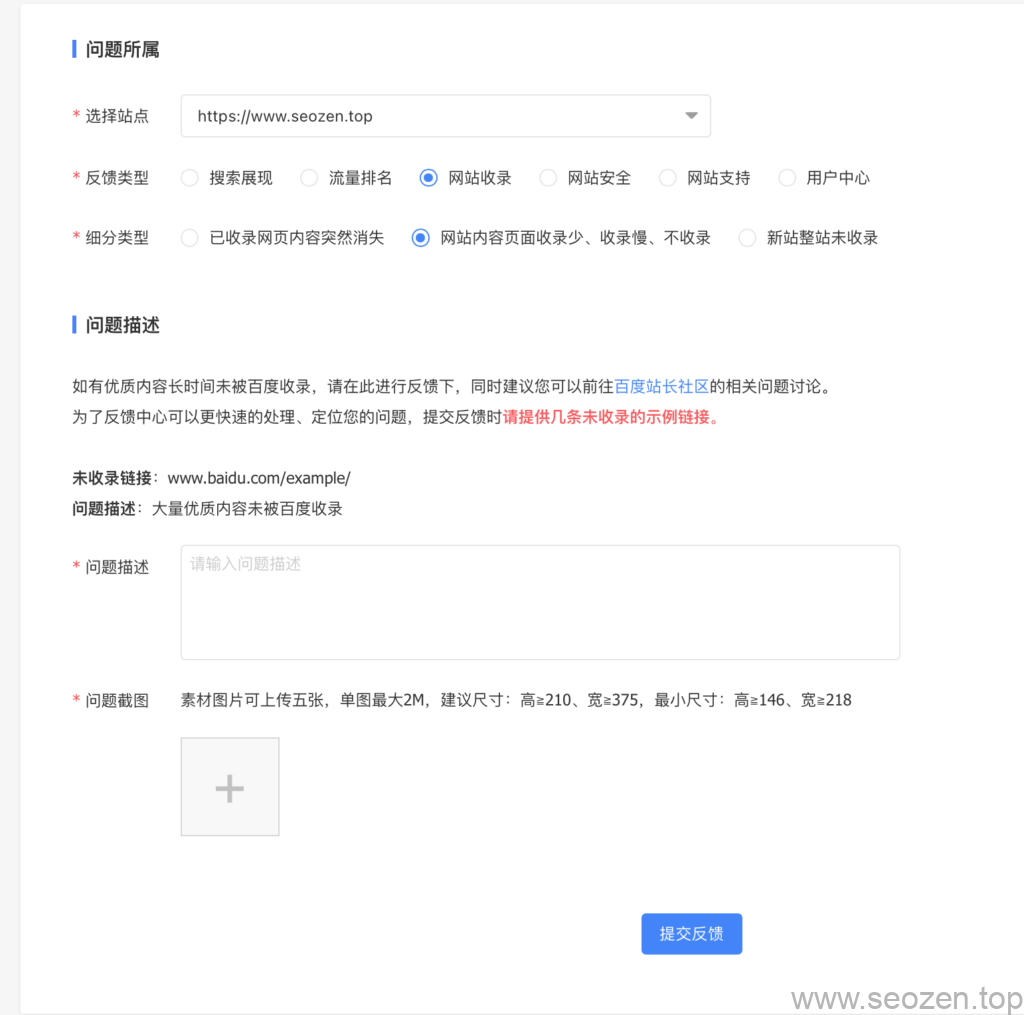 问题所属
* 选择站点 https://www.seozen.top
* 反馈类型 搜索展现 流量排名 网站收录 网站安全 网站支持 用户中心
* 细分类型 已收录网页内容突然消失 网站内容页面收录少、收录慢、不收录 新站整站未收录
问题描述
如有优质内容长时间未被百度收录，请在此进行反馈下，同时建议您可以前往百度站长社区的相关问题讨论。
为了反馈中心可以更快速的处理、定位您的问题，提交反馈时请提供几条未收录的示例链接。
未收录链接：www.baidu.com/example/
问题描述：大量优质内容未被百度收录
* 问题描述 请输入问题描述
* 问题截图 素材图片可上传五张，单图最大2M，建议尺寸：高≥210、宽≥375，最小尺寸：高≥146、宽≥218
提交反馈
www.seozen.top